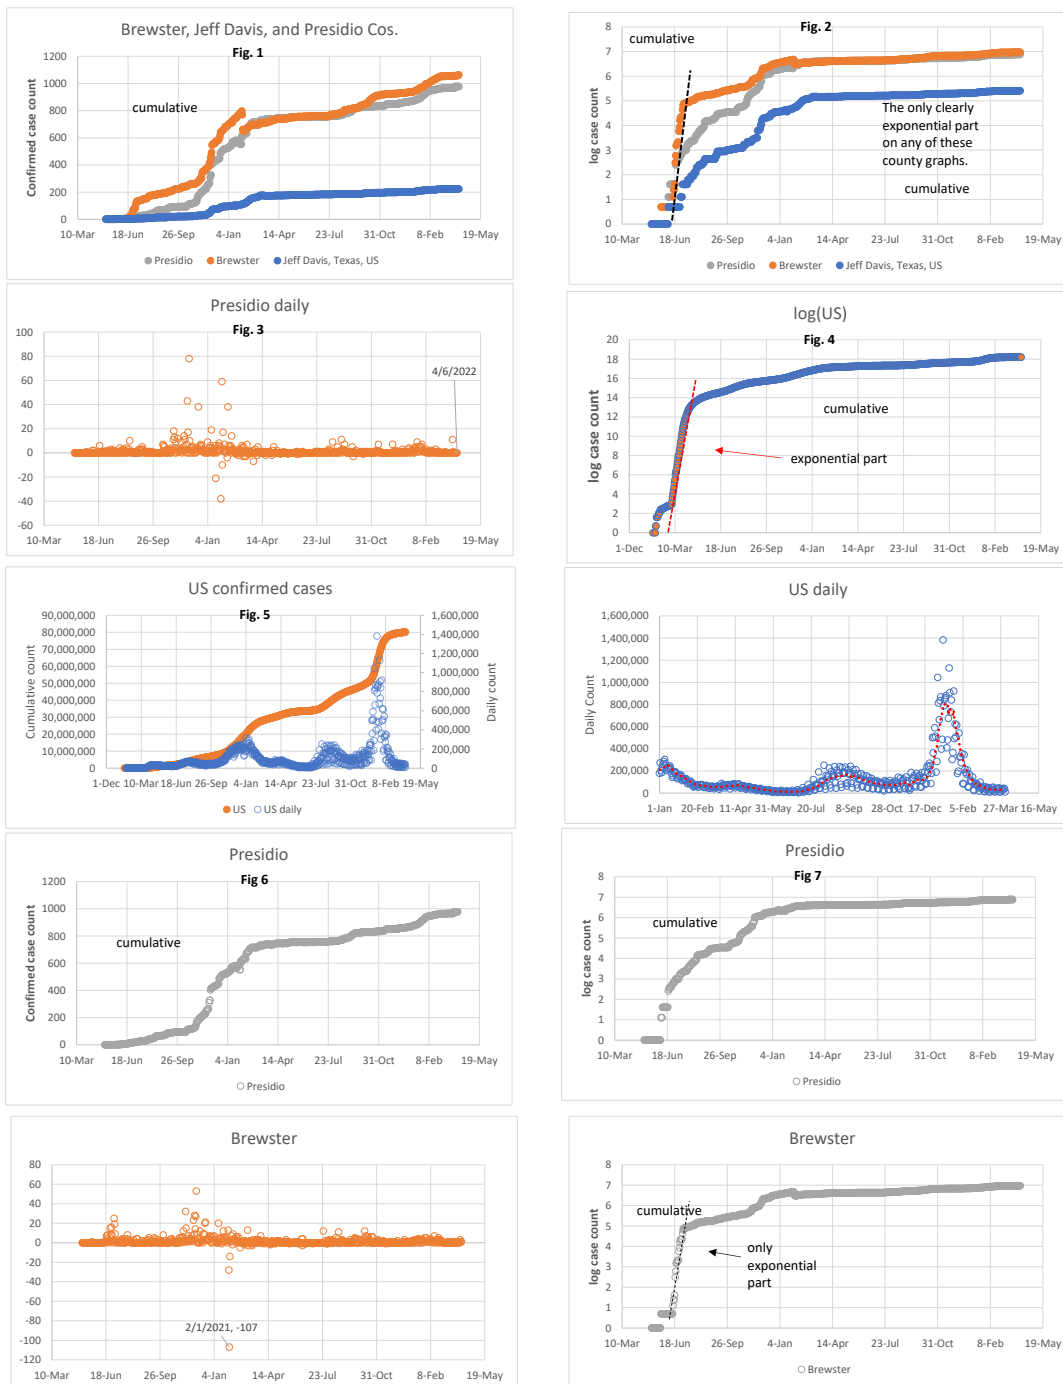 Brewster, Jeff Davis, and Presidio Cos.
Fig. 1
cumulative
Confirmed case count
1200
1000
800
600
400
200
0
10-Mar 18-Jun 26-Sep 4-Jan 14-Apr 23-Jul 31-Oct 8-Feb 19-May
Presidio Brewster Jeff Davis, Texas, US
Fig. 2
cumulative
log case count
8
7
6
5
4
3
2
1
0
The only clearly
exponential part
on any of these
county graphs.
cumulative
10-Mar 18-Jun 26-Sep 4-Jan 14-Apr 23-Jul 31-Oct 8-Feb 19-May
Presidio Brewster Jeff Davis, Texas, US
Presidio daily
Fig. 3
100
80
60
40
20
0
-20
-40
-60
4/6/2022
10-Mar 18-Jun 26-Sep 4-Jan 14-Apr 23-Jul 31-Oct 8-Feb 19-May
log(US)
Fig. 4
log case count
20
18
16
14
12
10
8
6
4
2
0
cumulative
exponential part
1-Dec 10-Mar 18-Jun 26-Sep 4-Jan 14-Apr 23-Jul 31-Oct 8-Feb 19-May
US confirmed cases
Fig. 5
Cumulative count
90,000,000
80,000,000
70,000,000
60,000,000
50,000,000
40,000,000
30,000,000
20,000,000
10,000,000
0
1,600,000
1,400,000
1,200,000
1,000,000
800,000
600,000
400,000
200,000
0
Daily count
1-Dec 10-Mar 18-Jun 26-Sep 4-Jan 14-Apr 23-Jul 31-Oct 8-Feb 19-May
US US daily
US daily
Daily Count
1,600,000
1,400,000
1,200,000
1,000,000
800,000
600,000
400,000
200,000
0
1-Jan 20-Feb 11-Apr 31-May 20-Jul 8-Sep 28-Oct 17-Dec 5-Feb 27-Mar 16-May
Presidio
Fig 6
cumulative
Confirmed case count
1200
1000
800
600
400
200
0
10-Mar 18-Jun 26-Sep 4-Jan 14-Apr 23-Jul 31-Oct 8-Feb 19-May
Presidio
Presidio
Fig 7
cumulative
log case count
8
7
6
5
4
3
2
1
0
10-Mar 18-Jun 26-Sep 4-Jan 14-Apr 23-Jul 31-Oct 8-Feb 19-May
Presidio
Brewster
80
60
40
20
0
-20
-40
-60
-80
-100
-120
2/1/2021, -107
10-Mar 18-Jun 26-Sep 4-Jan 14-Apr 23-Jul 31-Oct 8-Feb 19-May
Brewster
cumulative
log case count
8
7
6
5
4
3
2
1
0
only
exponential
part
10-Mar 18-Jun 26-Sep 4-Jan 14-Apr 23-Jul 31-Oct 8-Feb 19-May
Brewster